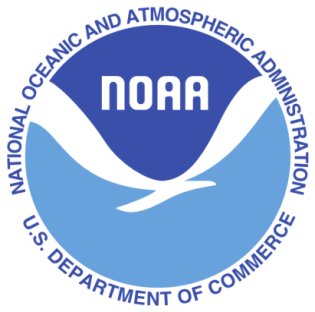 NATIONAL OCEANIC AND ATMOSPHERIC ADMINISTRATION
NOAA
U.S. DEPARTMENT OF COMMERCE